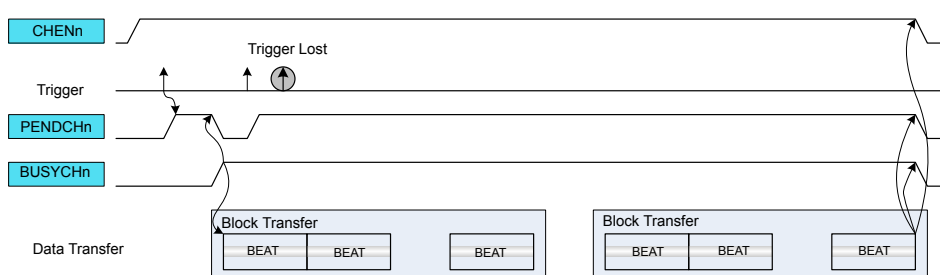 CHENn
Trigger Lost
Trigger
PENDCHn
BUSYCHn
Block Transfer
Block Transfer
Data Transfer
BEAT
BEAT
BEAT
BEAT
BEAT
BEAT